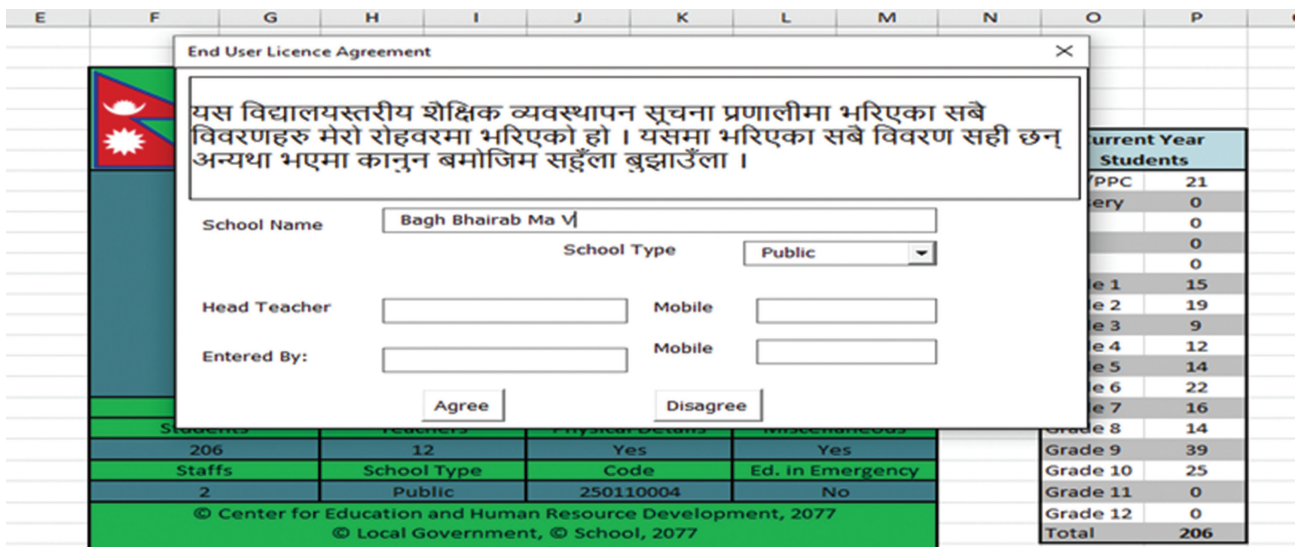 E F G H I J K L M N O P
End User Licence Agreement
यस विद्यालयस्तरीय शैक्षिक व्यवस्थापन सूचना प्रणालीमा भरिएका सबै
विवरणहरु मेरो रोहवरमा भरिएको हो । यसमा भरिएका सबै विवरण सही छन्
अन्यथा भएमा कानुन बमोजिम सहुँला बुझाउँला ।
School Name Bagh Bhairab Ma V
School Type Public
Head Teacher Mobile
Entered By: Mobile
Agree Disagree
Students Teachers Physical Details Miscellaneous
206 12 Yes Yes
Staffs School Type Code Ed. in Emergency
2 Public 250110004 No
© Center for Education and Human Resource Development, 2077
© Local Government, © School, 2077
urrent Year
Students
/PPC 21
ery 0
0
0
0
e 1 15
e 2 19
e 3 9
e 4 12
e 5 14
e 6 22
e 7 16
Grade 8 14
Grade 9 39
Grade 10 25
Grade 11 0
Grade 12 0
Total 206